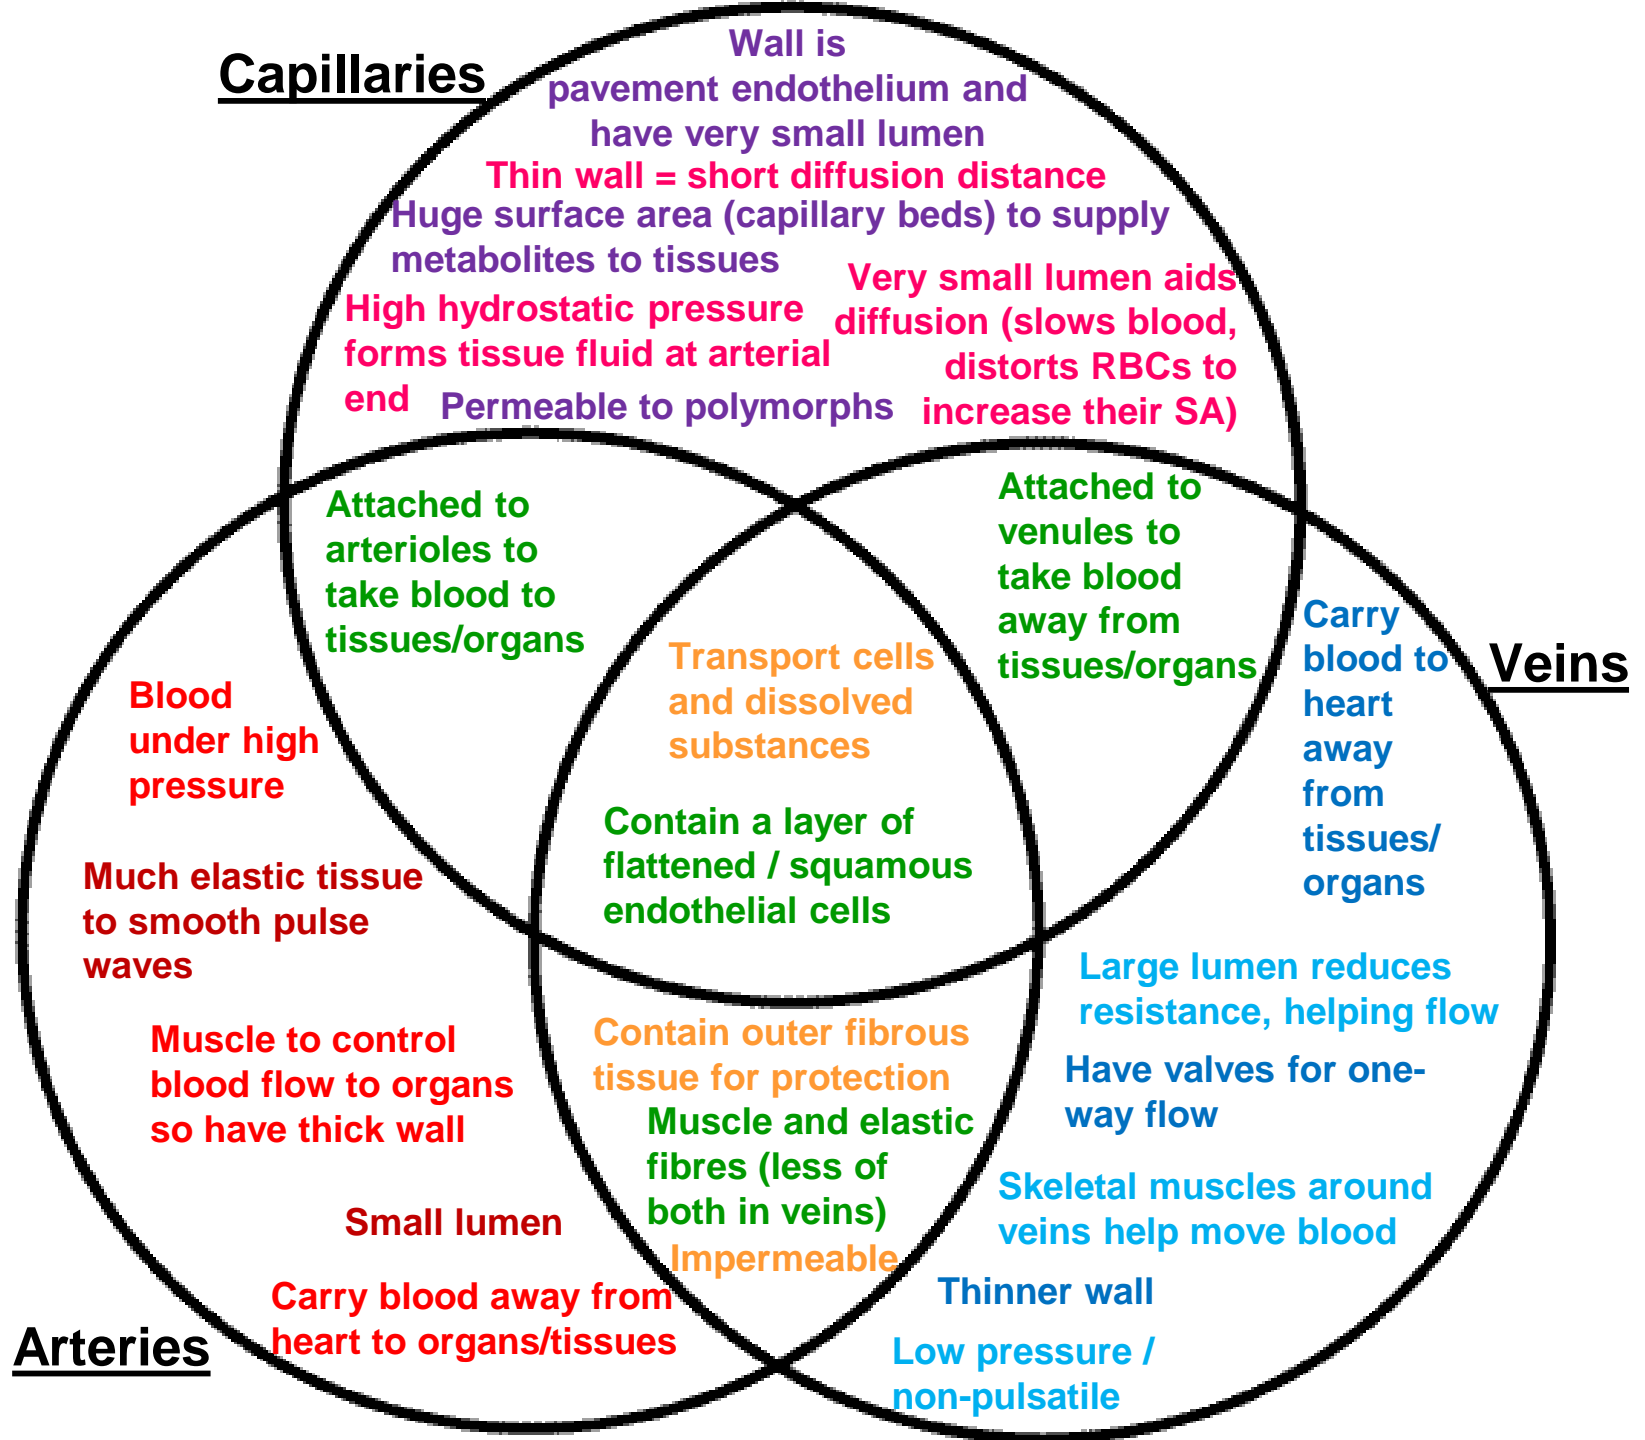 Capillaries
Wall is
pavement endothelium and
have very small lumen
Thin wall = short diffusion distance
Huge surface area (capillary beds) to supply
metabolites to tissues
High hydrostatic pressure
forms tissue fluid at arterial
end
Very small lumen aids
diffusion (slows blood,
distorts RBCs to
increase their SA)
Permeable to polymorphs
Attached to
arterioles to
take blood to
tissues/organs
Attached to
venules to
take blood
away from
tissues/organs
Transport cells
and dissolved
substances
Contain a layer of
flattened / squamous
endothelial cells
Veins
Carry
blood to
heart
away
from
tissues/
organs
Large lumen reduces
resistance, helping flow
Have valves for one-
way flow
Skeletal muscles around
veins help move blood
Thinner wall
Low pressure /
non-pulsatile
Blood
under high
pressure
Much elastic tissue
to smooth pulse
waves
Muscle to control
blood flow to organs
so have thick wall
Small lumen
Carry blood away from
heart to organs/tissues
Arteries
Contain outer fibrous
tissue for protection
Muscle and elastic
fibres (less of
both in veins)
Impermeable